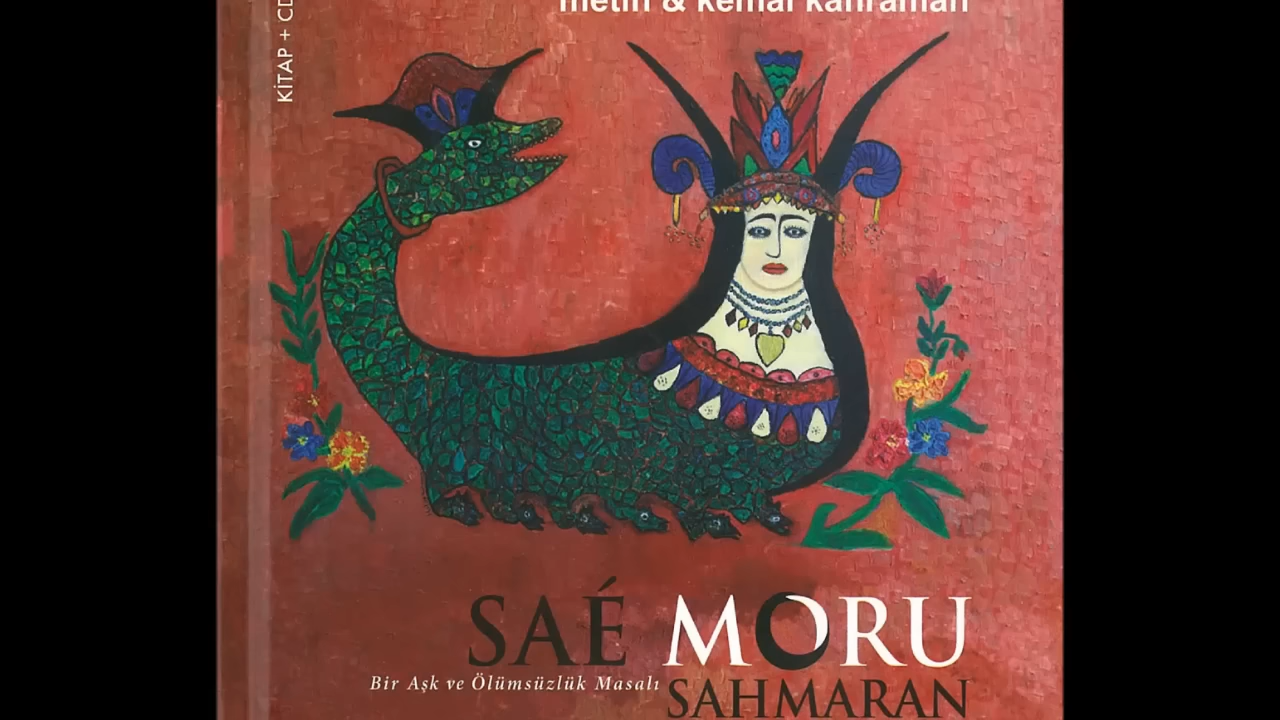 metin & kemal kahraman
KİTAP + CD
SAÉ MORU
Bir Aşk ve Ölümsüzlük Masalı
SAHMARAN